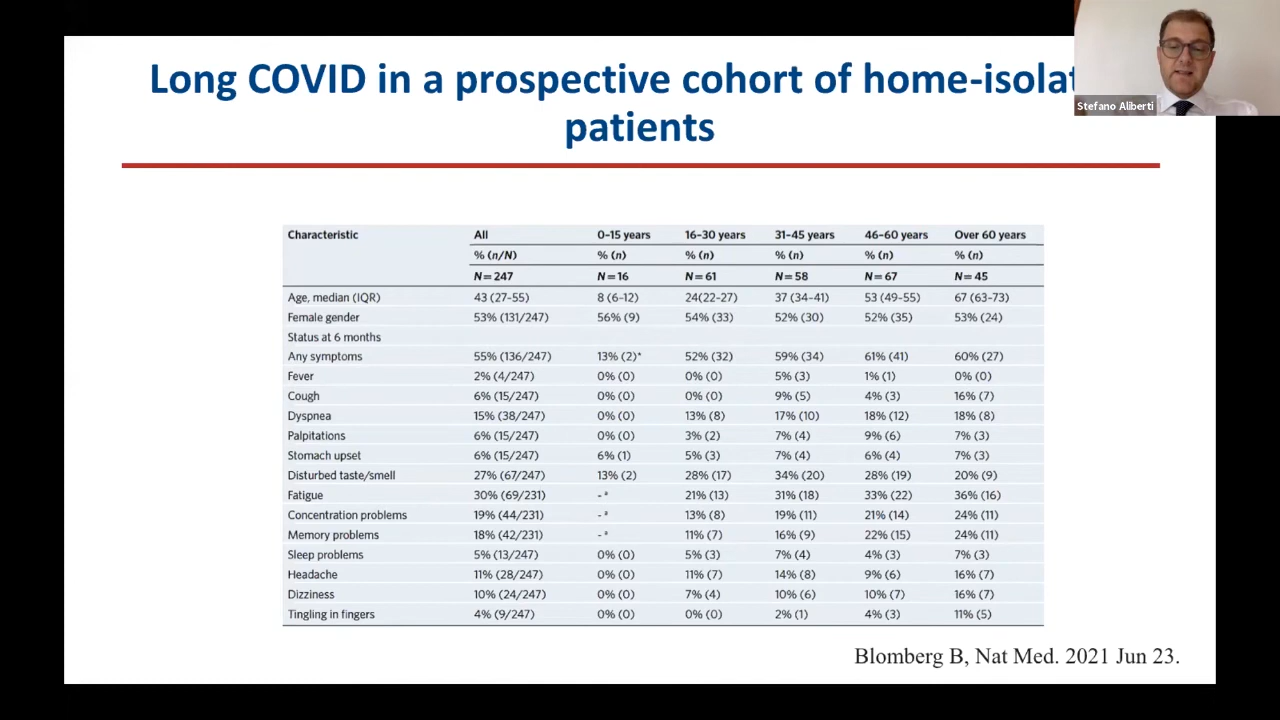 Long COVID in a prospective cohort of home-isolat
patients
Stefano Aliberti
Characteristic All 0–15 years 16–30 years 31–45 years 46–60 years Over 60 years
% (n/N) % (n) % (n) % (n) % (n) % (n)
N=247 N=16 N=61 N=58 N=67 N=45
Age, median (IQR) 43 (27–55) 8 (6–12) 24(22–27) 37 (34–41) 53 (49–55) 67 (63–73)
Female gender 53% (131/247) 56% (9) 54% (33) 52% (30) 52% (35) 53% (24)
Status at 6 months
Any symptoms 55% (136/247) 13% (2)* 52% (32) 59% (34) 61% (41) 60% (27)
Fever 2% (4/247) 0% (0) 0% (0) 5% (3) 1% (1) 0% (0)
Cough 6% (15/247) 0% (0) 0% (0) 9% (5) 4% (3) 16% (7)
Dyspnea 15% (38/247) 0% (0) 13% (8) 17% (10) 18% (12) 18% (8)
Palpitations 6% (15/247) 0% (0) 3% (2) 7% (4) 9% (6) 7% (3)
Stomach upset 6% (15/247) 6% (1) 5% (3) 7% (4) 6% (4) 7% (3)
Disturbed taste/smell 27% (67/247) 13% (2) 28% (17) 34% (20) 28% (19) 20% (9)
Fatigue 30% (69/231) - ª 21% (13) 31% (18) 33% (22) 36% (16)
Concentration problems 19% (44/231) - ª 13% (8) 19% (11) 21% (14) 24% (11)
Memory problems 18% (42/231) - ª 11% (7) 16% (9) 22% (15) 24% (11)
Sleep problems 5% (13/247) 0% (0) 5% (3) 7% (4) 4% (3) 7% (3)
Headache 11% (28/247) 0% (0) 11% (7) 14% (8) 9% (6) 16% (7)
Dizziness 10% (24/247) 0% (0) 7% (4) 10% (6) 10% (7) 16% (7)
Tingling in fingers 4% (9/247) 0% (0) 0% (0) 2% (1) 4% (3) 11% (5)
Blomberg B, Nat Med. 2021 Jun 23.